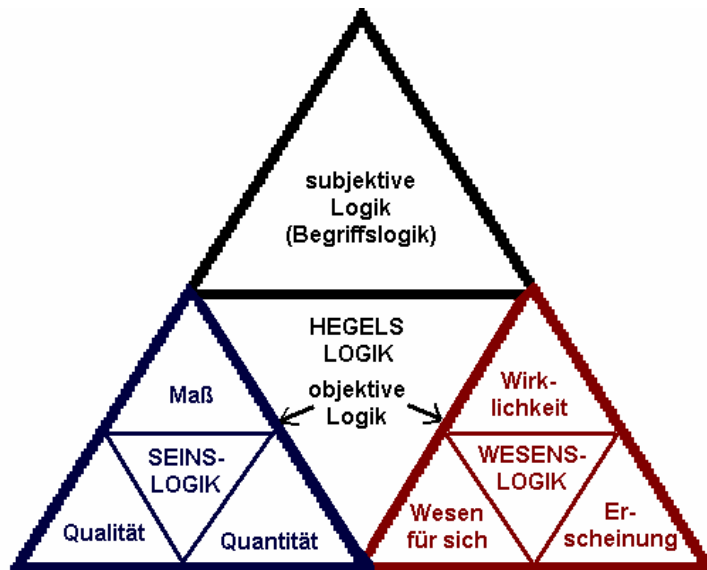 subjektive
Logik
(Begriffslogik)
HEGELS
LOGIK
objektive
Logik
Maß
SEINS-
LOGIK
Qualität
Quantität
Wirk-
lichkeit
WESENS-
LOGIK
Wesen
für sich
Er-
scheinung